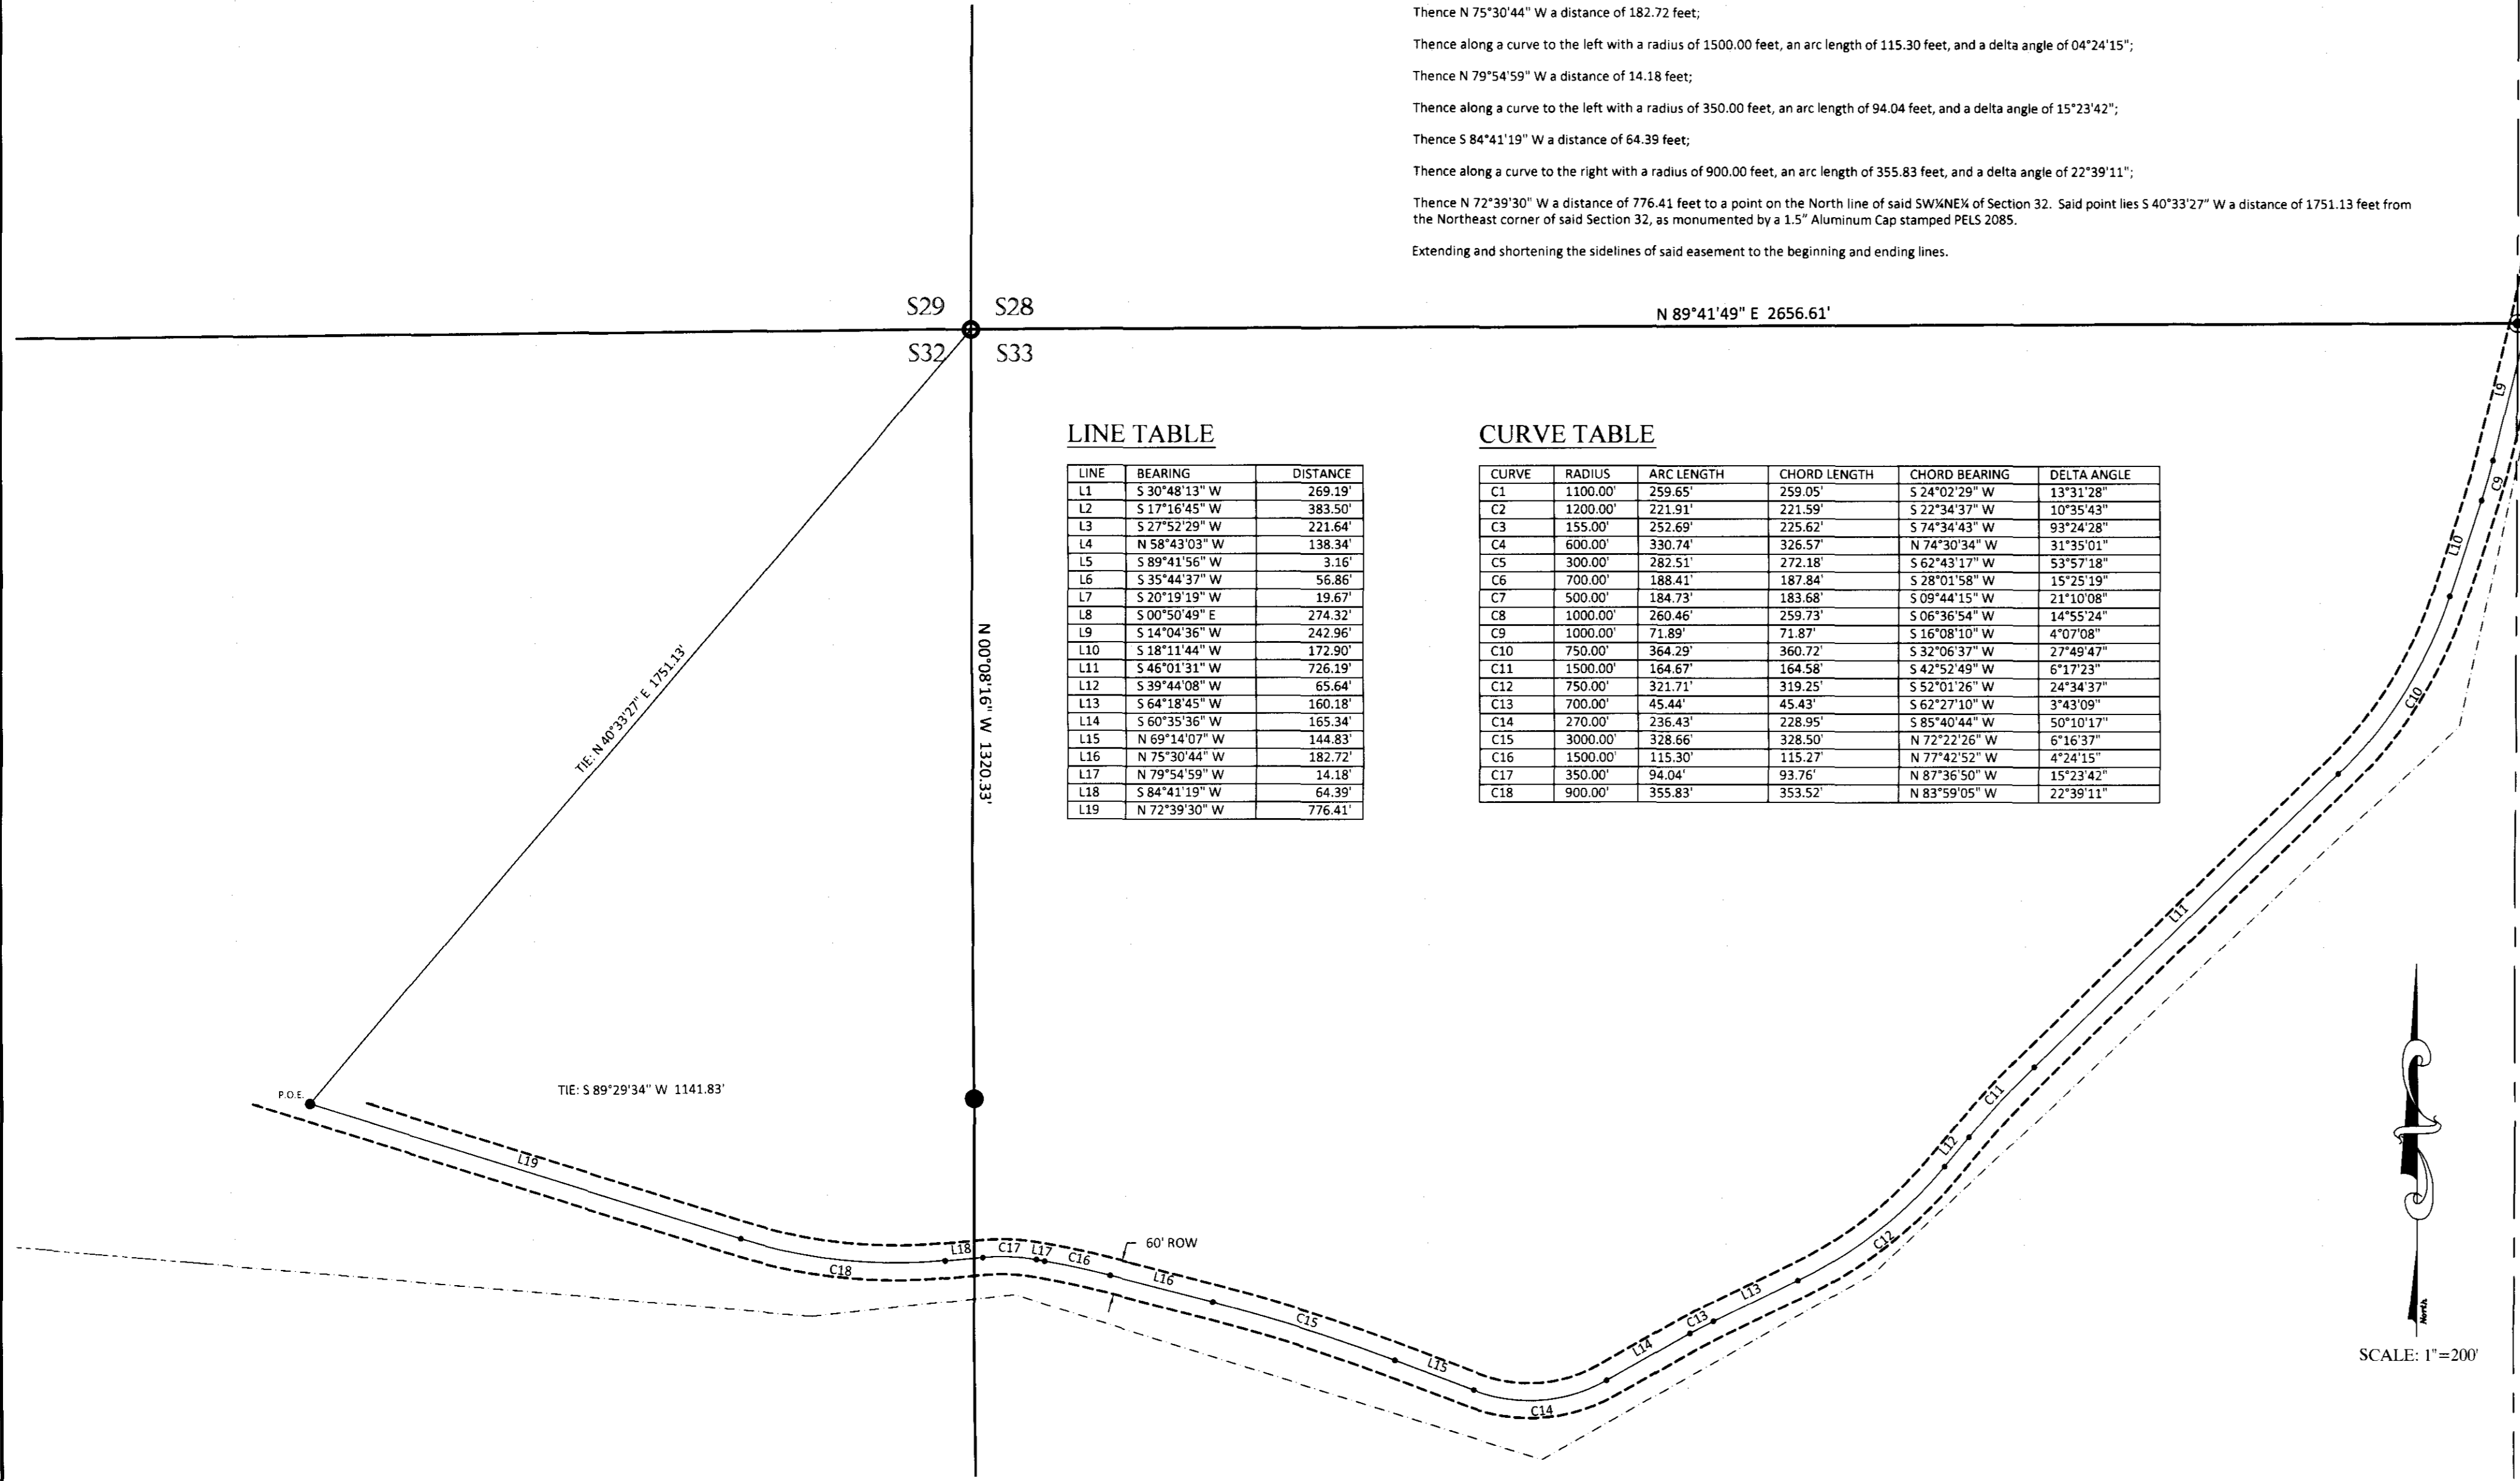 Thence N 75°30'44" W a distance of 182.72 feet;
Thence along a curve to the left with a radius of 1500.00 feet, an arc length of 115.30 feet, and a delta angle of 04°24'15";
Thence N 79°54'59" W a distance of 14.18 feet;
Thence along a curve to the left with a radius of 350.00 feet, an arc length of 94.04 feet, and a delta angle of 15°23'42";
Thence S 84°41'19" W a distance of 64.39 feet;
Thence along a curve to the right with a radius of 900.00 feet, an arc length of 355.83 feet, and a delta angle of 22°39'11";
Thence N 72°39'30" W a distance of 776.41 feet to a point on the North line of said SW¼NE¼ of Section 32. Said point lies S 40°33'27" W a distance of 1751.13 feet from
the Northeast corner of said Section 32, as monumented by a 1.5" Aluminum Cap stamped PELS 2085.
Extending and shortening the sidelines of said easement to the beginning and ending lines.
S29 S28
N 89°41'49" E 2656.61'
S32 S33
LINE TABLE
LINE BEARING DISTANCE
L1 S 30°48'13" W 269.19'
L2 S 17°16'45" W 383.50'
L3 S 27°52'29" W 221.64'
L4 N 58°43'03" W 138.34'
L5 S 89°41'56" W 3.16'
L6 S 35°44'37" W 56.86'
L7 S 20°19'19" W 19.67'
L8 S 00°50'49" E 274.32'
L9 S 14°04'36" W 242.96'
L10 S 18°11'44" W 172.90'
L11 S 46°01'31" W 726.19'
L12 S 39°44'08" W 65.64'
L13 S 64°18'45" W 160.18'
L14 S 60°35'36" W 165.34'
L15 N 69°14'07" W 144.83'
L16 N 75°30'44" W 182.72'
L17 N 79°54'59" W 14.18'
L18 S 84°41'19" W 64.39'
L19 N 72°39'30" W 776.41'
CURVE TABLE
CURVE RADIUS ARC LENGTH CHORD LENGTH CHORD BEARING DELTA ANGLE
C1 1100.00' 259.65' 259.05' S 24°02'29" W 13°31'28"
C2 1200.00' 221.91' 221.59' S 22°34'37" W 10°35'43"
C3 155.00' 252.69' 225.62' S 74°34'43" W 93°24'28"
C4 600.00' 330.74' 326.57' N 74°30'34" W 31°35'01"
C5 300.00' 282.51' 272.18' S 62°43'17" W 53°57'18"
C6 700.00' 188.41' 187.84' S 28°01'58" W 15°25'19"
C7 500.00' 184.73' 183.68' S 09°44'15" W 21°10'08"
C8 1000.00' 260.46' 259.73' S 06°36'54" W 14°55'24"
C9 1000.00' 71.89' 71.87' S 16°08'10" W 4°07'08"
C10 750.00' 364.29' 360.72' S 32°06'37" W 27°49'47"
C11 1500.00' 164.67' 164.58' S 42°52'49" W 6°17'23"
C12 750.00' 321.71' 319.25' S 52°01'26" W 24°34'37"
C13 700.00' 45.44' 45.43' S 62°27'10" W 3°43'09"
C14 270.00' 236.43' 228.95' S 85°40'44" W 50°10'17"
C15 3000.00' 328.66' 328.50' N 72°22'26" W 6°16'37"
C16 1500.00' 115.30' 115.27' N 77°42'52" W 4°24'15"
C17 350.00' 94.04' 93.76' N 87°36'50" W 15°23'42"
C18 900.00' 355.83' 353.52' N 83°59'05" W 22°39'11"
L9
C9
L10
C10
L11
C11
L12
C12
L13
C13
L14
C14
L15
C15
L16
C16
L17
C17
L18
C18
L19
TIE: N 40°33'27" E 1751.13'
N 00°08'16" W 1320.33'
P.O.E.
TIE: S 89°29'34" W 1141.83'
60' ROW
North
SCALE: 1"=200'